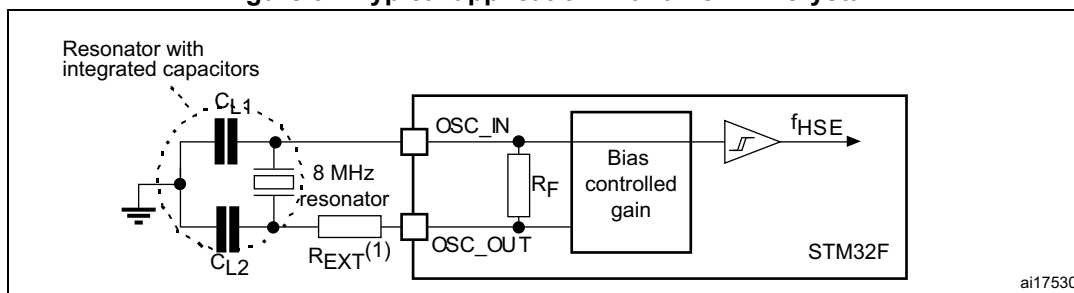 Resonator with
integrated capacitors
CL1
OSC_IN
fHSE
8 MHz
resonator
RF
Bias
controlled
gain
CL2
REXT(1)
OSC_OUT
STM32F
ai17530